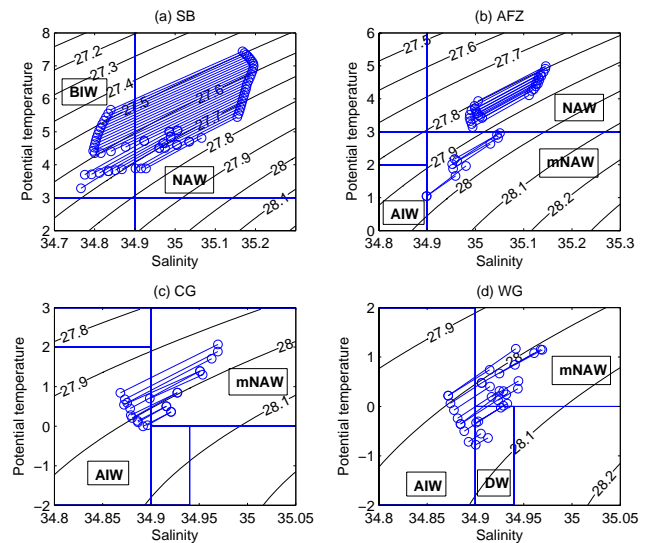 (a) SB
8
7
6
5
4
3
2
34.7 34.8 34.9 35 35.1 35.2
Salinity
Potential temperature
27.2
27.3
27.4
27.5
27.6
27.7
27.8
27.9
28
28.1
BIW
NAW
(b) AFZ
6
5
4
3
2
1
0
34.8 34.9 35 35.1 35.2 35.3
Salinity
Potential temperature
27.5
27.6
27.7
27.9
28
28.1
28.2
NAW
mNAW
AIW
(c) CG
3
2
1
0
−1
−2
34.8 34.85 34.9 34.95 35 35.05
Salinity
Potential temperature
27.8
27.9
28
28.1
mNAW
AIW
(d) WG
2
1
0
−1
−2
34.8 34.85 34.9 34.95 35 35.05
Salinity
Potential temperature
27.9
28
28.1
28.2
mNAW
AIW
DW